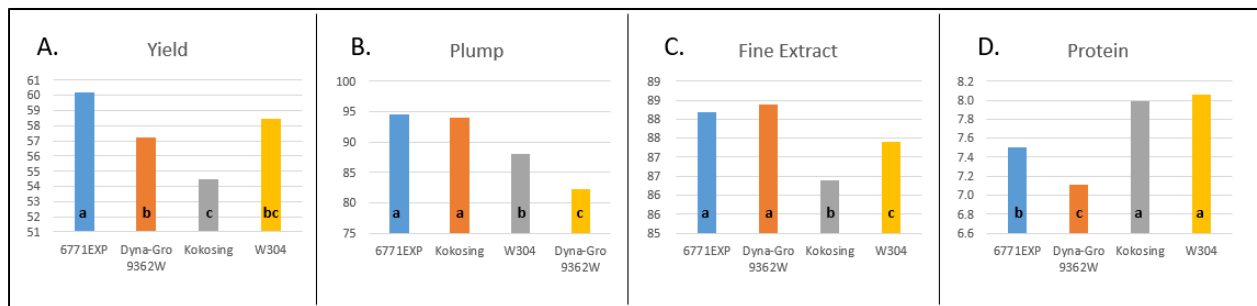 A.
Yield
61
60
59
58
57
56
55
54
53
52
51
a
b
c
bc
6771EXP Dyna-Gro Kokosing W304
9362W
B.
Plump
100
95
90
85
80
75
a
a
b
c
6771EXP Kokosing W304 Dyna-Gro
9362W
C.
Fine Extract
89
89
88
88
87
87
86
86
85
a
a
b
c
6771EXP Dyna-Gro Kokosing W304
9362W
D.
Protein
8.2
8.0
7.8
7.6
7.4
7.2
7.0
6.8
6.6
b
c
a
a
6771EXP Dyna-Gro Kokosing W304
9362W